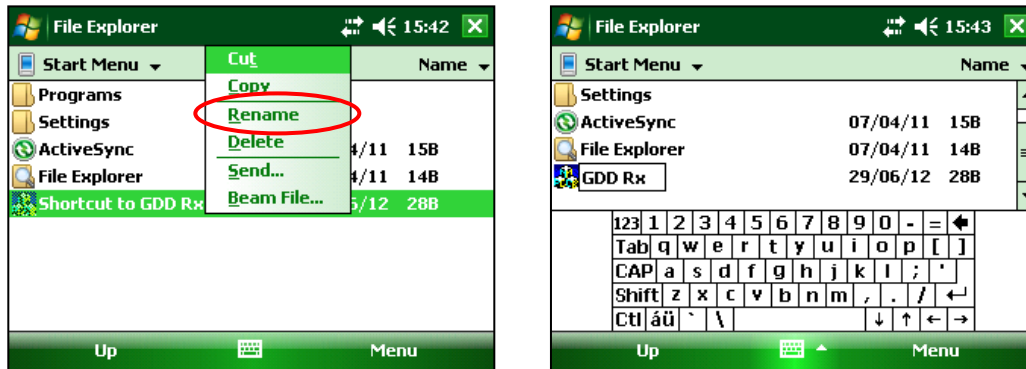 File Explorer 15:42
Start Menu Name
Cut
Copy
Rename
Delete
Send...
Beam File...
Programs
Settings
ActiveSync 4/11 15B
File Explorer 4/11 14B
Shortcut to GDD Rx 6/12 28B
Up Menu
File Explorer 15:43
Start Menu Name
Settings
ActiveSync 07/04/11 15B
File Explorer 07/04/11 14B
GDD Rx 29/06/12 28B
123 1 2 3 4 5 6 7 8 9 0 - = 🡄
Tab q w e r t y u i o p [ ]
CAP a s d f g h j k l ; '
Shift z x c v b n m , . / ↵
Ctl áü ` \ ↓ ↑ ← →
Up Menu